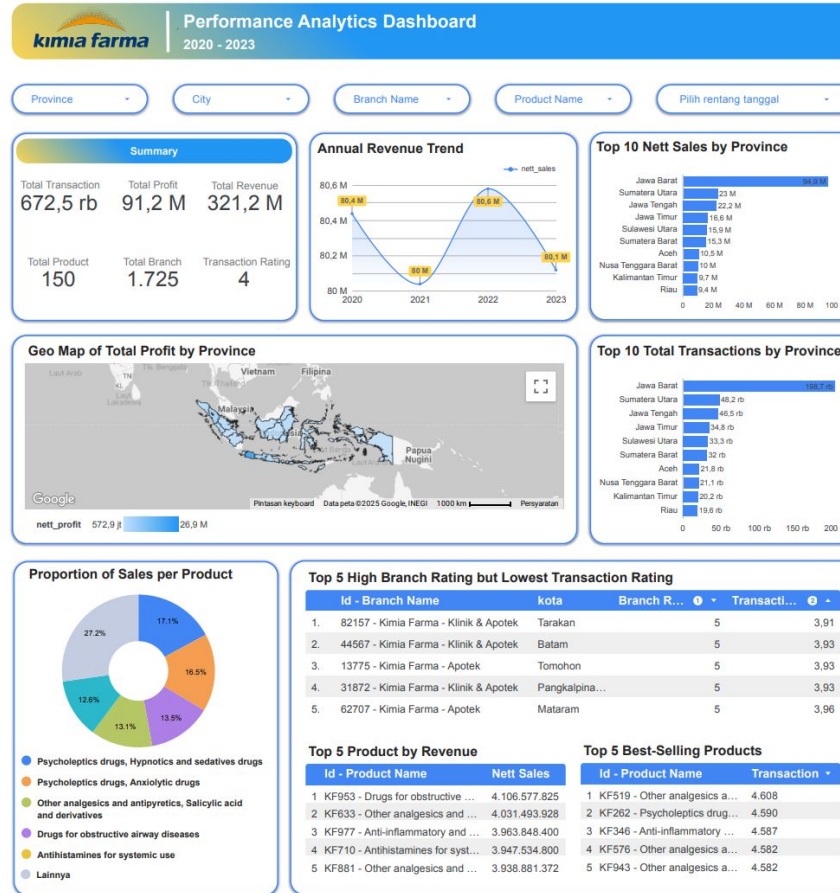 kimia farma
Performance Analytics Dashboard
2020 - 2023
Province
City
Branch Name
Product Name
Pilih rentang tanggal
Summary
Total Transaction
672,5 rb
Total Profit
91,2 M
Total Revenue
321,2 M
Total Product
150
Total Branch
1.725
Transaction Rating
4
Annual Revenue Trend
nett_sales
80,6 M
80,4 M
80,2 M
80 M
80,4 M
80 M
80,6 M
80,1 M
2020 2021 2022 2023
Top 10 Nett Sales by Province
Jawa Barat
Sumatera Utara 23 M
Jawa Tengah 22,2 M
Jawa Timur 16,6 M
Sulawesi Utara 15,9 M
Sumatera Barat 15,3 M
Aceh 10,5 M
Nusa Tenggara Barat 10 M
Kalimantan Timur 9,7 M
Riau 9,4 M
0 20 M 40 M 60 M 80 M 100
Geo Map of Total Profit by Province
Laut Arab
TN
KL
Laut
Lakadewa
Tlk. Benggala
Tlk Thailand
Vietnam
Filipina
Malaysia
Papua
Nugini
Google
Pintasan keyboard Data peta ©2025 Google, INEGI 1000 km Persyaratan
nett_profit 572,9 jt 26,9 M
Top 10 Total Transactions by Province
Jawa Barat 198,7 rb
Sumatera Utara 48,2 rb
Jawa Tengah 46,5 rb
Jawa Timur 34,8 rb
Sulawesi Utara 33,3 rb
Sumatera Barat 32 rb
Aceh 21,8 rb
Nusa Tenggara Barat 21,1 rb
Kalimantan Timur 20,2 rb
Riau 19,6 rb
0 50 rb 100 rb 150 rb 200
Proportion of Sales per Product
17.1%
16.5%
13.5%
13.1%
12.6%
27.2%
Psycholeptics drugs, Hypnotics and sedatives drugs
Psycholeptics drugs, Anxiolytic drugs
Other analgesics and antipyretics, Salicylic acid
and derivatives
Drugs for obstructive airway diseases
Antihistamines for systemic use
Lainnya
Top 5 High Branch Rating but Lowest Transaction Rating
Id - Branch Name kota Branch R... 1 Transacti... 2
1. 82157 - Kimia Farma - Klinik & Apotek Tarakan 5 3,91
2. 44567 - Kimia Farma - Klinik & Apotek Batam 5 3,93
3. 13775 - Kimia Farma - Apotek Tomohon 5 3,93
4. 31872 - Kimia Farma - Klinik & Apotek Pangkalpina... 5 3,93
5. 62707 - Kimia Farma - Apotek Mataram 5 3,96
Top 5 Product by Revenue
Id - Product Name Nett Sales
1 KF953 - Drugs for obstructive ... 4.106.577.825
2 KF633 - Other analgesics and ... 4.031.493.928
3 KF977 - Anti-inflammatory and ... 3.963.848.400
4 KF710 - Antihistamines for syst... 3.947.534.800
5 KF881 - Other analgesics and ... 3.938.881.372
Top 5 Best-Selling Products
Id - Product Name Transaction
1 KF519 - Other analgesics a... 4.608
2 KF262 - Psycholeptics drug... 4.590
3 KF346 - Anti-inflammatory ... 4.587
4 KF576 - Other analgesics a... 4.582
5 KF943 - Other analgesics a... 4.582